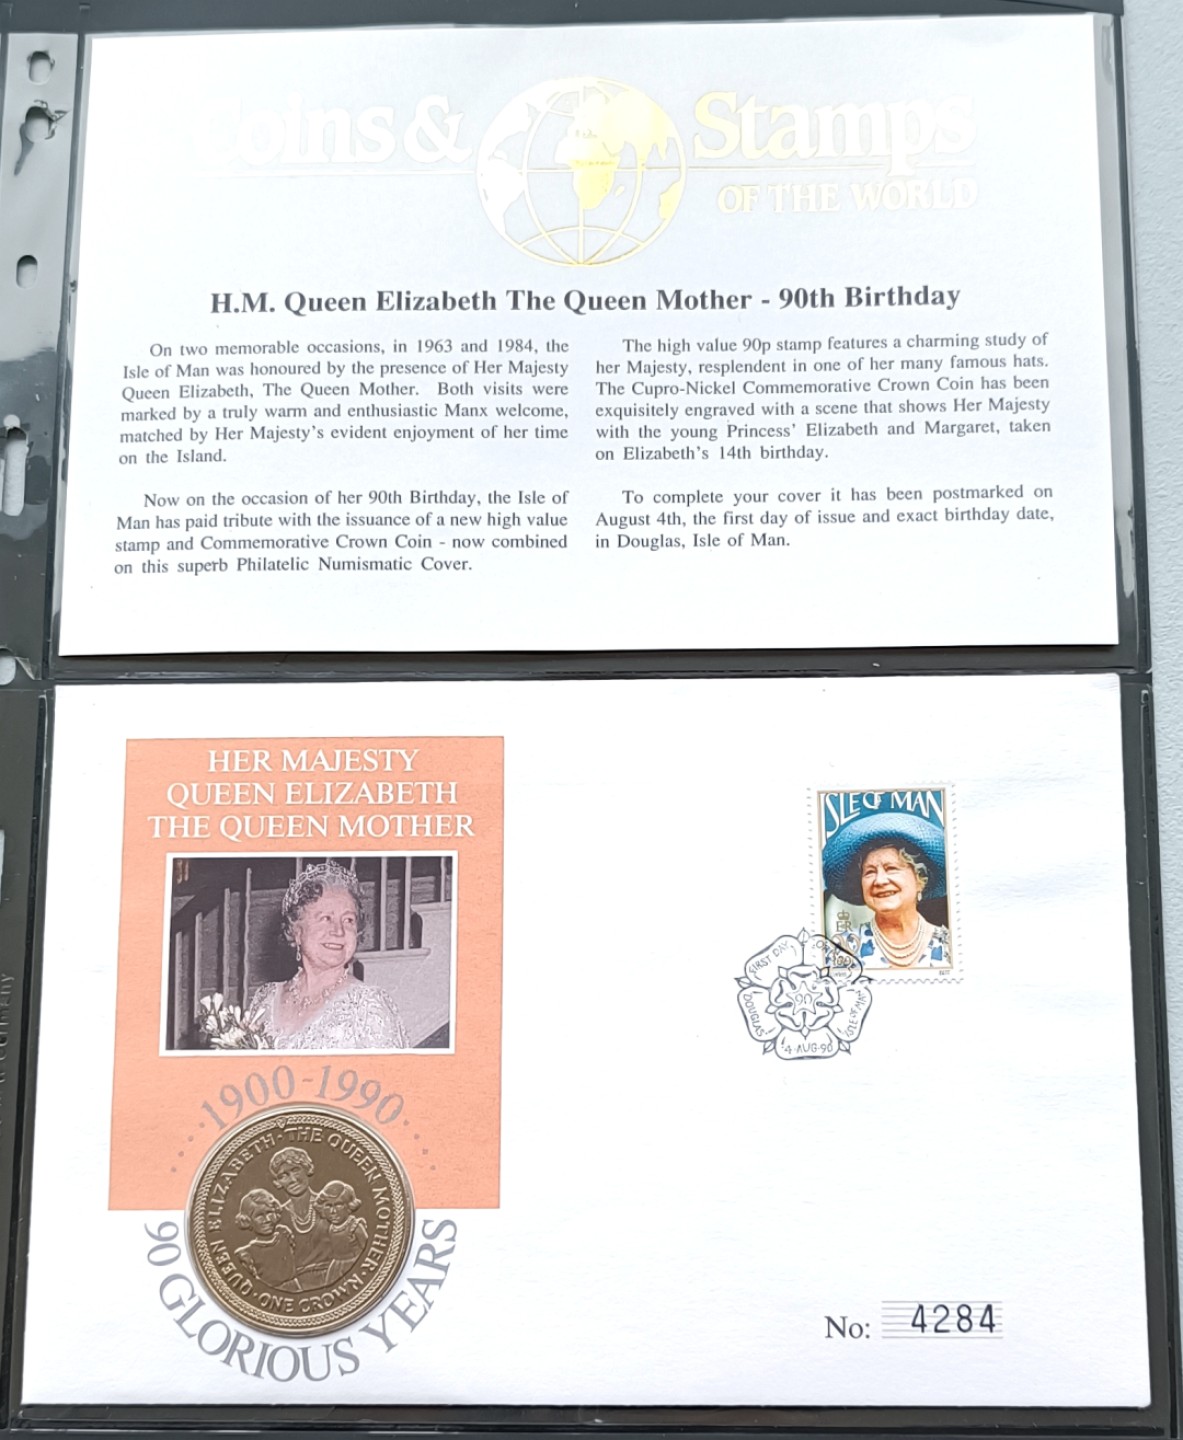 Coins & Stamps
OF THE WORLD
H.M. Queen Elizabeth The Queen Mother - 90th Birthday
On two memorable occasions, in 1963 and 1984, the
Isle of Man was honoured by the presence of Her Majesty
Queen Elizabeth, The Queen Mother. Both visits were
marked by a truly warm and enthusiastic Manx welcome,
matched by Her Majesty's evident enjoyment of her time
on the Island.
Now on the occasion of her 90th Birthday, the Isle of
Man has paid tribute with the issuance of a new high value
stamp and Commemorative Crown Coin - now combined
on this superb Philatelic Numismatic Cover.
The high value 90p stamp features a charming study of
her Majesty, resplendent in one of her many famous hats.
The Cupro-Nickel Commemorative Crown Coin has been
exquisitely engraved with a scene that shows Her Majesty
with the young Princess' Elizabeth and Margaret, taken
on Elizabeth's 14th birthday.
To complete your cover it has been postmarked on
August 4th, the first day of issue and exact birthday date,
in Douglas, Isle of Man.
HER MAJESTY
QUEEN ELIZABETH
THE QUEEN MOTHER
1900-1990
QUEEN ELIZABETH · THE QUEEN MOTHER ·
· ONE CROWN ·
90 GLORIOUS YEARS
ISLE OF MAN
ER
FIRST DAY
DOUGLAS
ISLE OF MAN
90
4·AUG·90
No: 4284